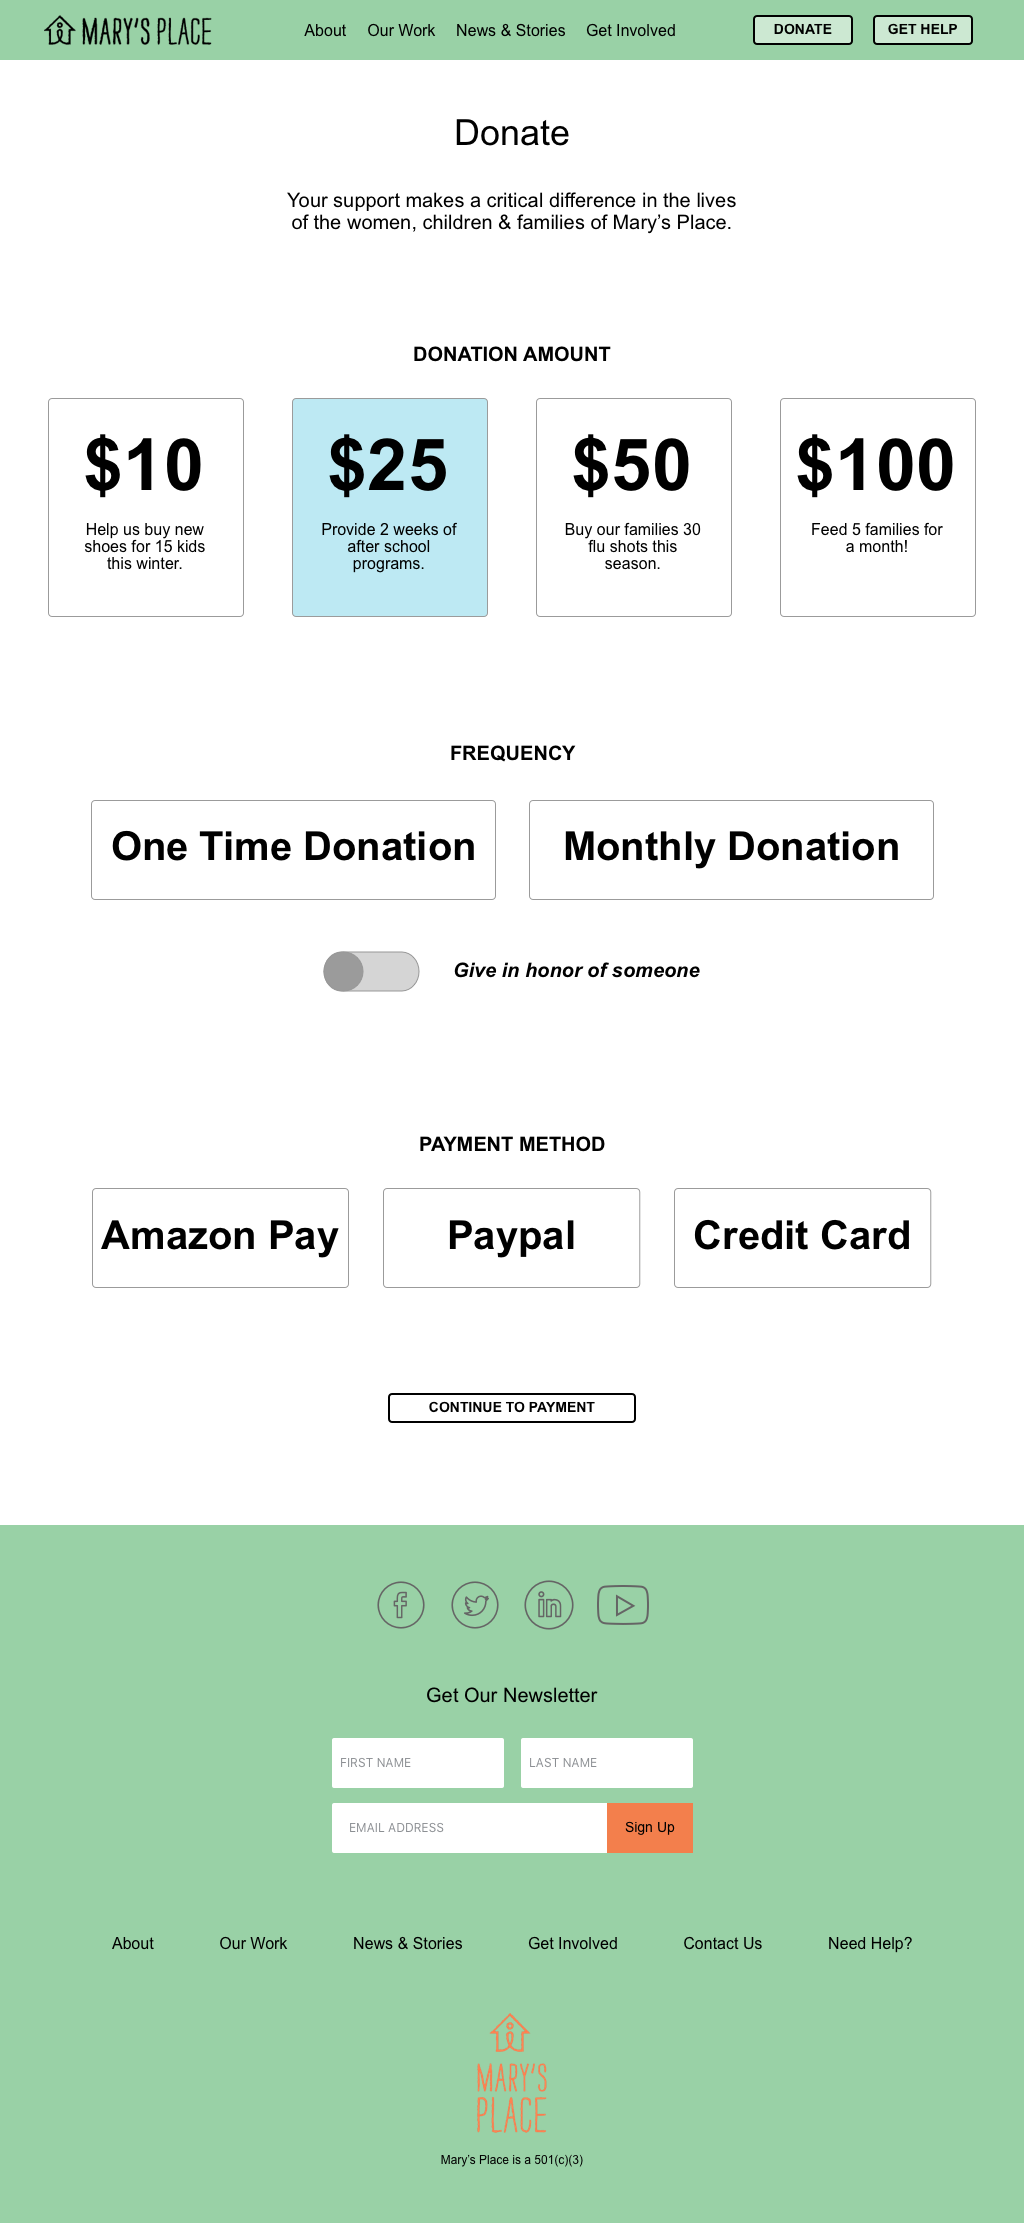 MARY'S PLACE
About Our Work News & Stories Get Involved
DONATE
GET HELP
Donate
Your support makes a critical difference in the lives
of the women, children & families of Mary’s Place.
DONATION AMOUNT
$10
Help us buy new
shoes for 15 kids
this winter.
$25
Provide 2 weeks of
after school
programs.
$50
Buy our families 30
flu shots this
season.
$100
Feed 5 families for
a month!
FREQUENCY
One Time Donation
Monthly Donation
Give in honor of someone
PAYMENT METHOD
Amazon Pay
Paypal
Credit Card
CONTINUE TO PAYMENT
Get Our Newsletter
FIRST NAME
LAST NAME
EMAIL ADDRESS
Sign Up
About Our Work News & Stories Get Involved Contact Us Need Help?
MARY'S
PLACE
Mary’s Place is a 501(c)(3)